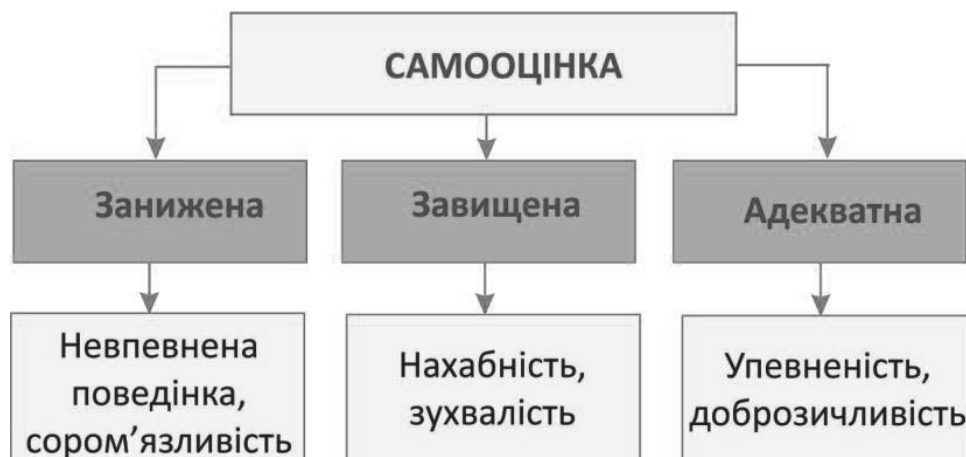 САМООЦІНКА
Занижена
Завищена
Адекватна
Невпевнена
поведінка,
сором’язливість
Нахабність,
зухвалість
Упевненість,
доброзичливість